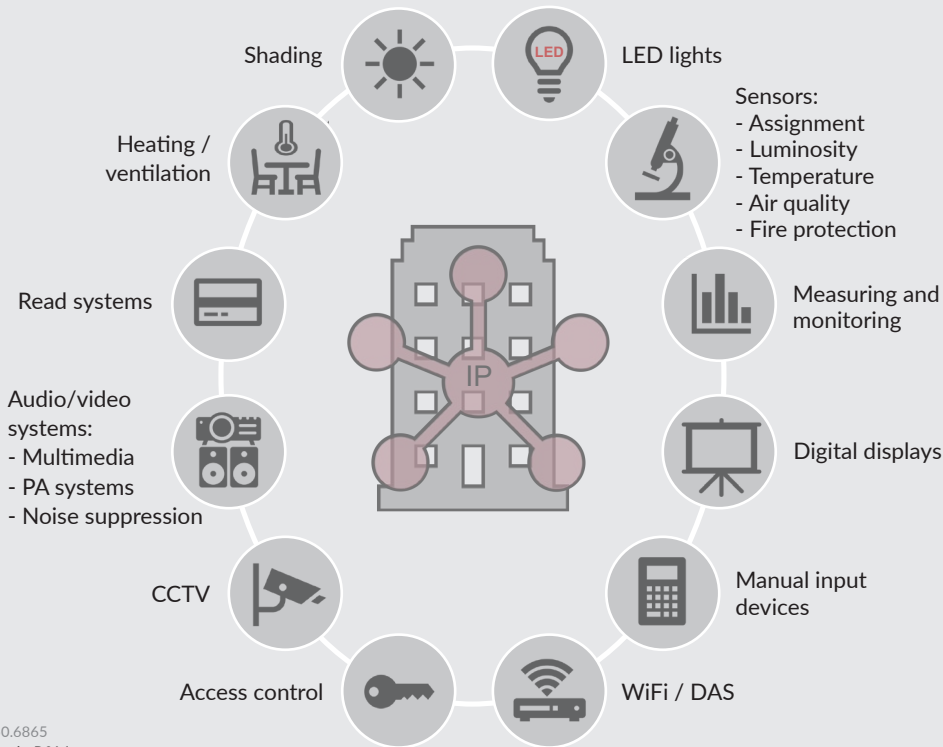 Shading
LED
LED lights
Sensors:
- Assignment
- Luminosity
- Temperature
- Air quality
- Fire protection
Heating /
ventilation
Read systems
Measuring and
monitoring
IP
Audio/video
systems:
- Multimedia
- PA systems
- Noise suppression
Digital displays
CCTV
Manual input
devices
Access control
WiFi / DAS
0.6865